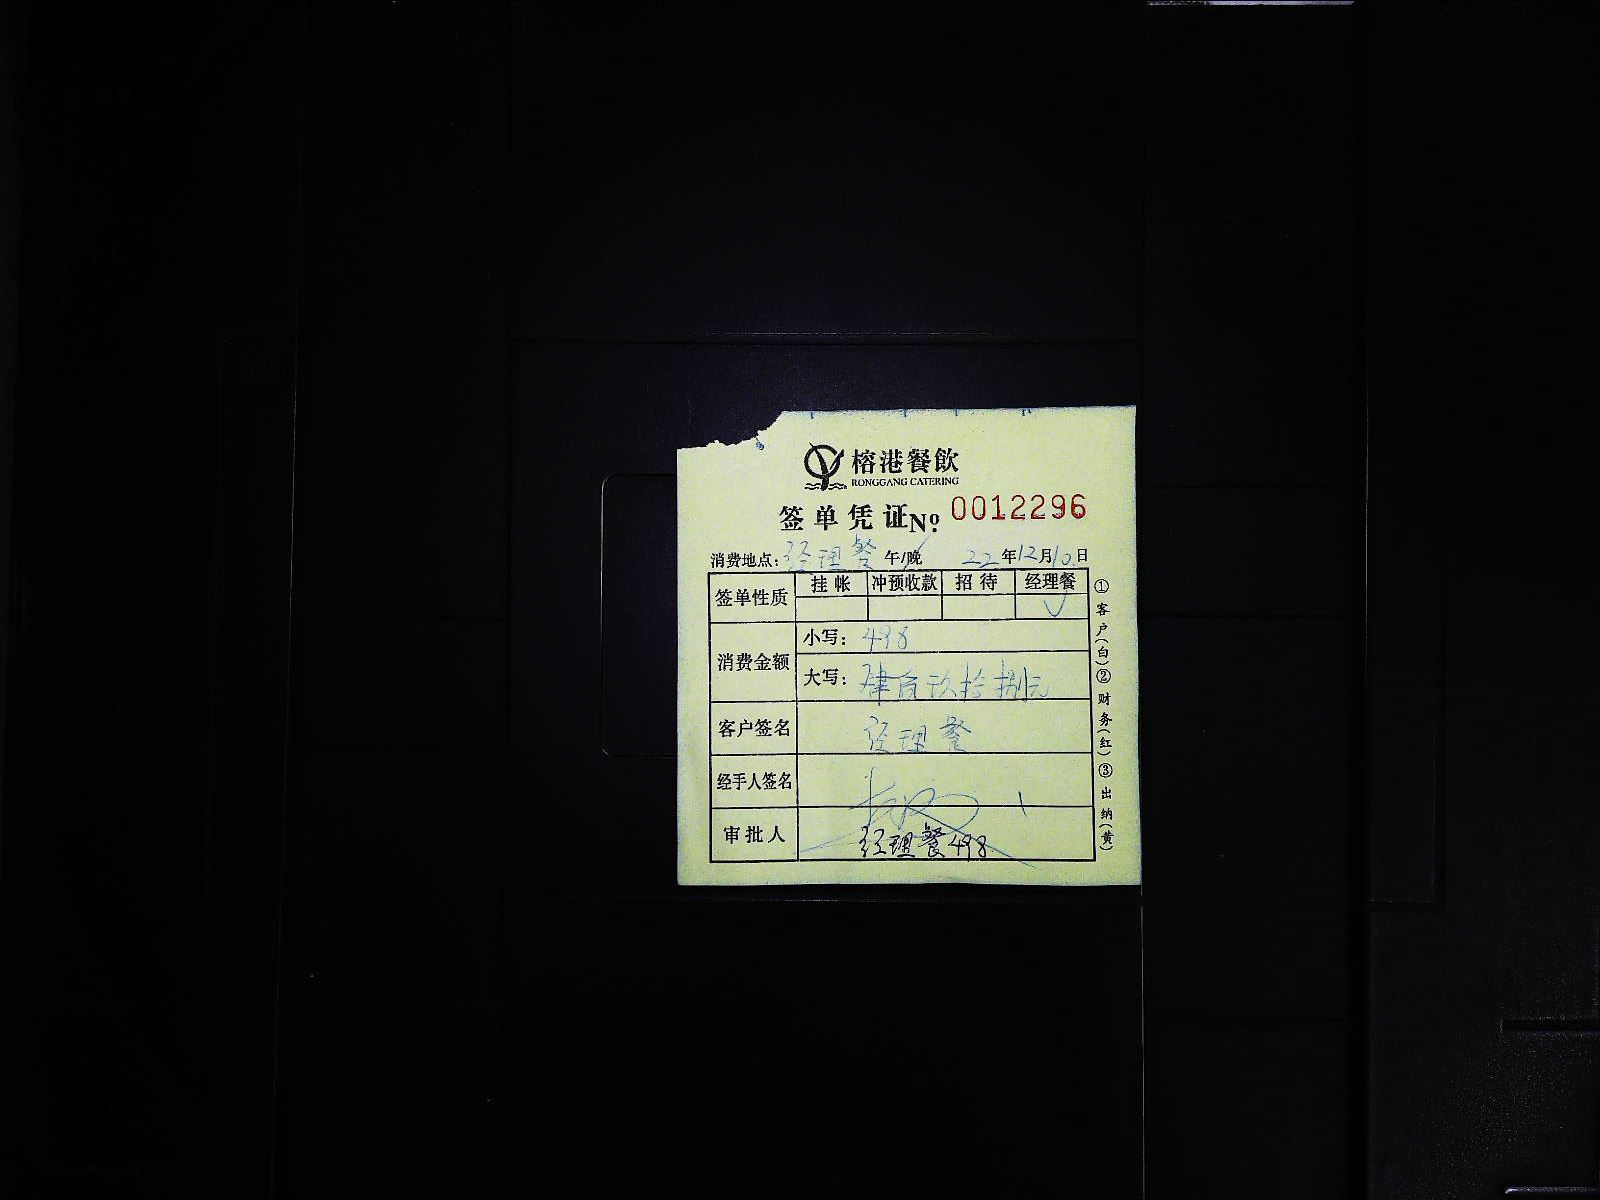 榕港餐飲
RONGGANG CATERING
签单凭证 No. 0012296
消费地点: 经理餐 午/晚 22年12月10日
签单性质 挂帐 冲预收款 招待 经理餐
√
消费金额 小写: 498
大写: 肆佰玖拾捌元
客户签名 经理餐
经手人签名
审批人 经理餐498
①客户(白)②财务(红)③出纳(黄)